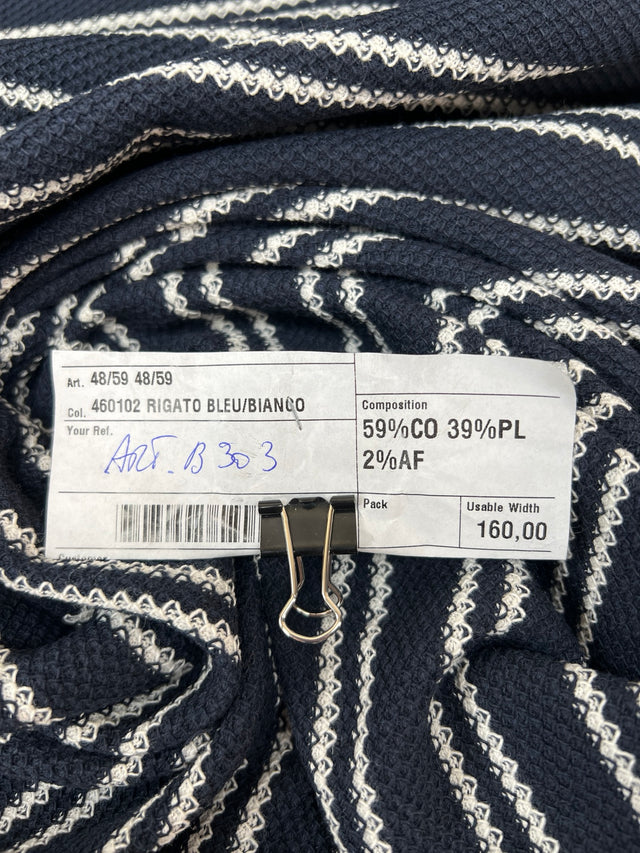 Art. 48/59 48/59
Col. 460102 RIGATO BLEU/BIANCO
Your Ref.
ART. B 303
Composition
59%CO 39%PL
2%AF
Pack
Usable Width
160,00
Customer